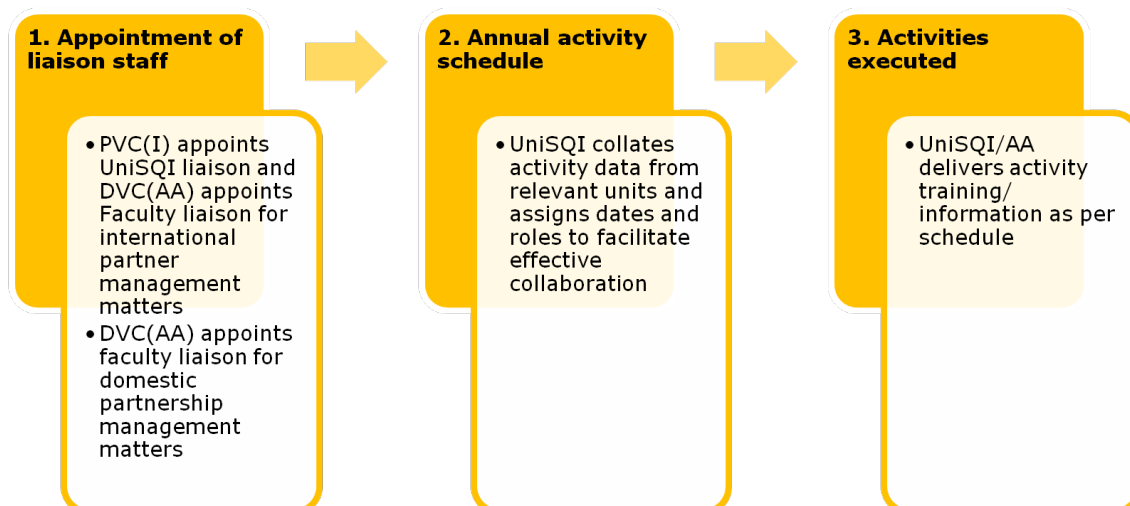 1. Appointment of
liaison staff
• PVC(I) appoints
UniSQI liaison and
DVC(AA) appoints
Faculty liaison for
international
partner
management
matters
• DVC(AA) appoints
faculty liaison for
domestic
partnership
management
matters
2. Annual activity
schedule
• UniSQI collates
activity data from
relevant units and
assigns dates and
roles to facilitate
effective
collaboration
3. Activities
executed
• UniSQI/AA
delivers activity
training/
information as per
schedule